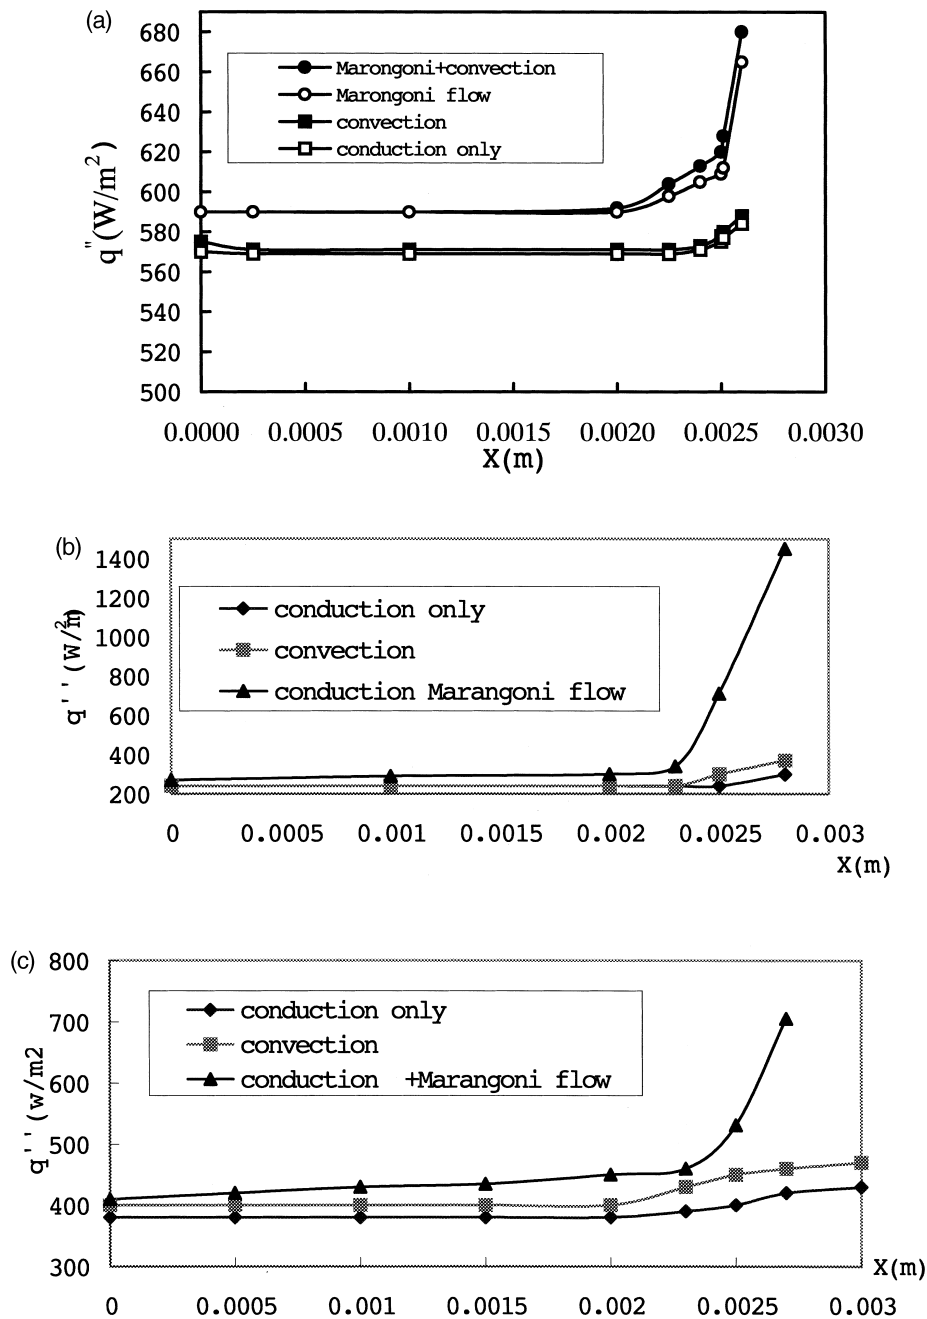 (a)
680
660
640
620
600
580
560
540
520
500
q" (W/m²)
Marongoni+convection
Marongoni flow
convection
conduction only
0.0000 0.0005 0.0010 0.0015 0.0020 0.0025 0.0030
X(m)
(b)
1400
1200
1000
800
600
400
200
q'' (W/m²)
conduction only
convection
conduction Marangoni flow
0 0.0005 0.001 0.0015 0.002 0.0025 0.003
X(m)
(c)
800
700
600
500
400
300
q'' (w/m2
conduction only
convection
conduction +Marangoni flow
X(m)
0 0.0005 0.001 0.0015 0.002 0.0025 0.003